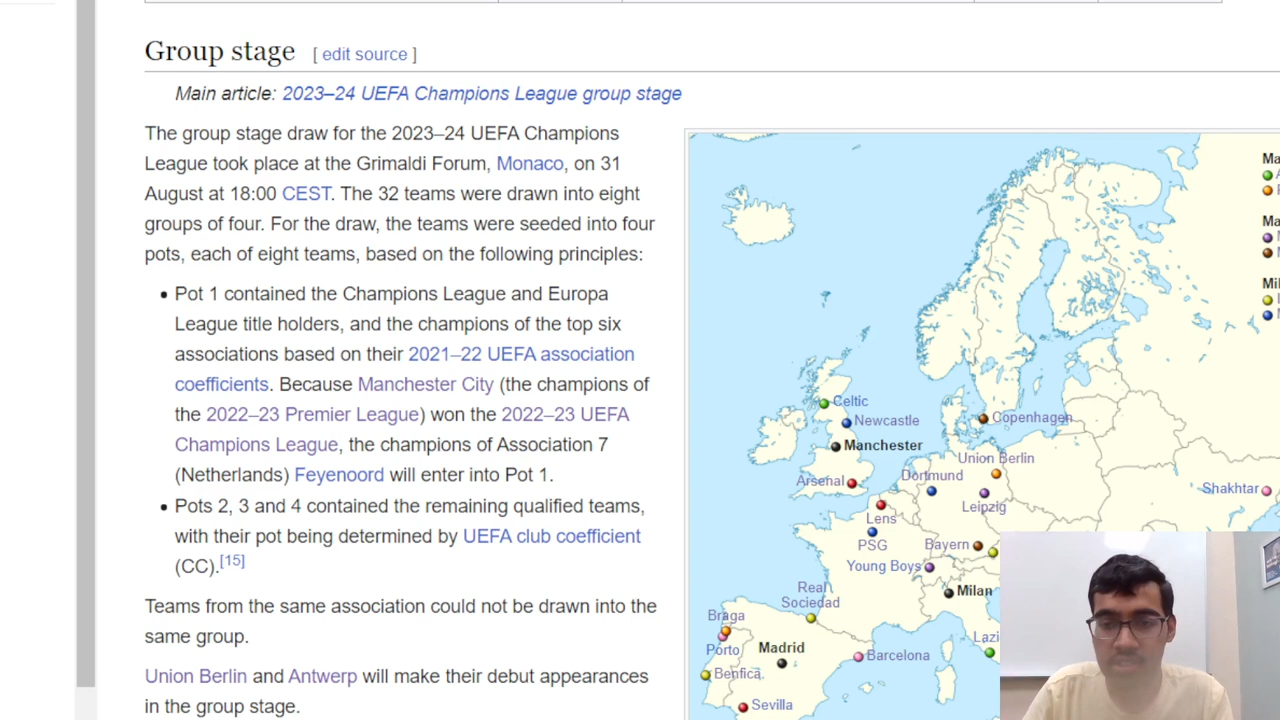 Group stage [ edit source ]
Main article: 2023–24 UEFA Champions League group stage
The group stage draw for the 2023–24 UEFA Champions
League took place at the Grimaldi Forum, Monaco, on 31
August at 18:00 CEST. The 32 teams were drawn into eight
groups of four. For the draw, the teams were seeded into four
pots, each of eight teams, based on the following principles:
• Pot 1 contained the Champions League and Europa
League title holders, and the champions of the top six
associations based on their 2021–22 UEFA association
coefficients. Because Manchester City (the champions of
the 2022–23 Premier League) won the 2022–23 UEFA
Champions League, the champions of Association 7
(Netherlands) Feyenoord will enter into Pot 1.
• Pots 2, 3 and 4 contained the remaining qualified teams,
with their pot being determined by UEFA club coefficient
(CC).[15]
Teams from the same association could not be drawn into the
same group.
Union Berlin and Antwerp will make their debut appearances
in the group stage.
Celtic
Newcastle
Copenhagen
Manchester
Union Berlin
Dortmund
Arsenal
Shakhtar
Leipzig
Lens
PSG
Bayern
Young Boys
Real
Sociedad
Milan
Braga
Porto
Madrid
Barcelona
Benfica
Sevilla